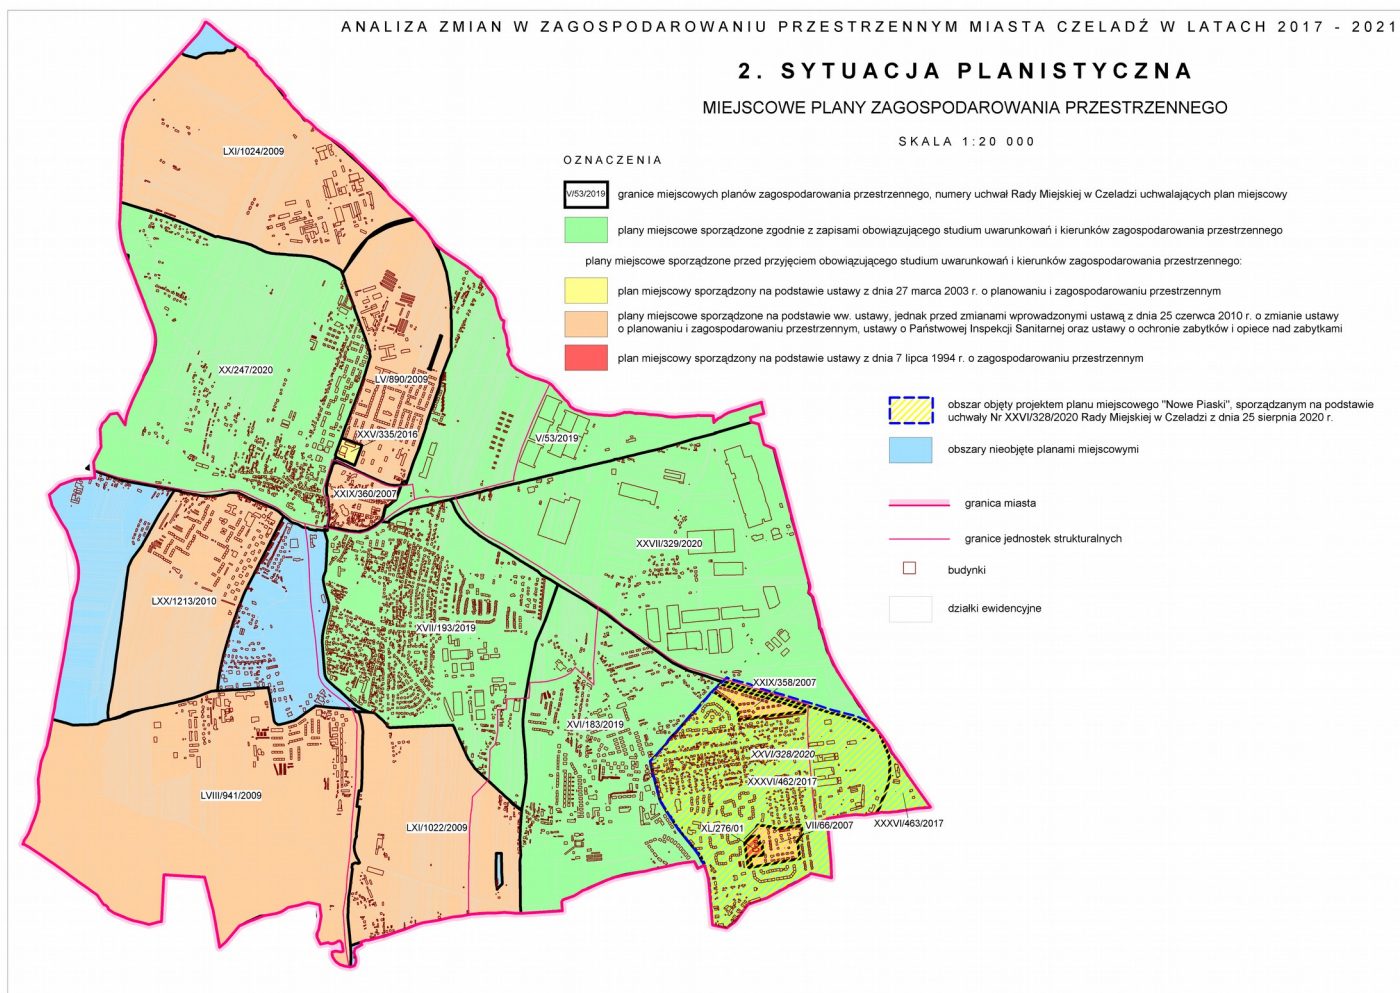 ANALIZA ZMIAN W ZAGOSPODAROWANIU PRZESTRZENNYM MIASTA CZELADŹ W LATACH 2017 - 2021
2. SYTUACJA PLANISTYCZNA
MIEJSCOWE PLANY ZAGOSPODAROWANIA PRZESTRZENNEGO
SKALA 1:20 000
OZNACZENIA
V/53/2019
granice miejscowych planów zagospodarowania przestrzennego, numery uchwał Rady Miejskiej w Czeladzi uchwalających plan miejscowy
plany miejscowe sporządzone zgodnie z zapisami obowiązującego studium uwarunkowań i kierunków zagospodarowania przestrzennego
plany miejscowe sporządzone przed przyjęciem obowiązującego studium uwarunkowań i kierunków zagospodarowania przestrzennego:
plan miejscowy sporządzony na podstawie ustawy z dnia 27 marca 2003 r. o planowaniu i zagospodarowaniu przestrzennym
plany miejscowe sporządzone na podstawie ww. ustawy, jednak przed zmianami wprowadzonymi ustawą z dnia 25 czerwca 2010 r. o zmianie ustawy
o planowaniu i zagospodarowaniu przestrzennym, ustawy o Państwowej Inspekcji Sanitarnej oraz ustawy o ochronie zabytków i opiece nad zabytkami
plan miejscowy sporządzony na podstawie ustawy z dnia 7 lipca 1994 r. o zagospodarowaniu przestrzennym
obszar objęty projektem planu miejscowego "Nowe Piaski", sporządzanym na podstawie
uchwały Nr XXVI/328/2020 Rady Miejskiej w Czeladzi z dnia 25 sierpnia 2020 r.
obszary nieobjęte planami miejscowymi
granica miasta
granice jednostek strukturalnych
budynki
działki ewidencyjne
LXI/1024/2009
XX/247/2020
LV/890/2009
XXV/335/2016
V/53/2019
XXIX/360/2007
XXVII/329/2020
LXX/1213/2010
XVII/193/2019
XXIX/358/2007
XVI/183/2019
XXVI/328/2020
XXXVI/462/2017
LVIII/941/2009
LXI/1022/2009
XL/276/01
VII/66/2007
XXXVI/463/2017